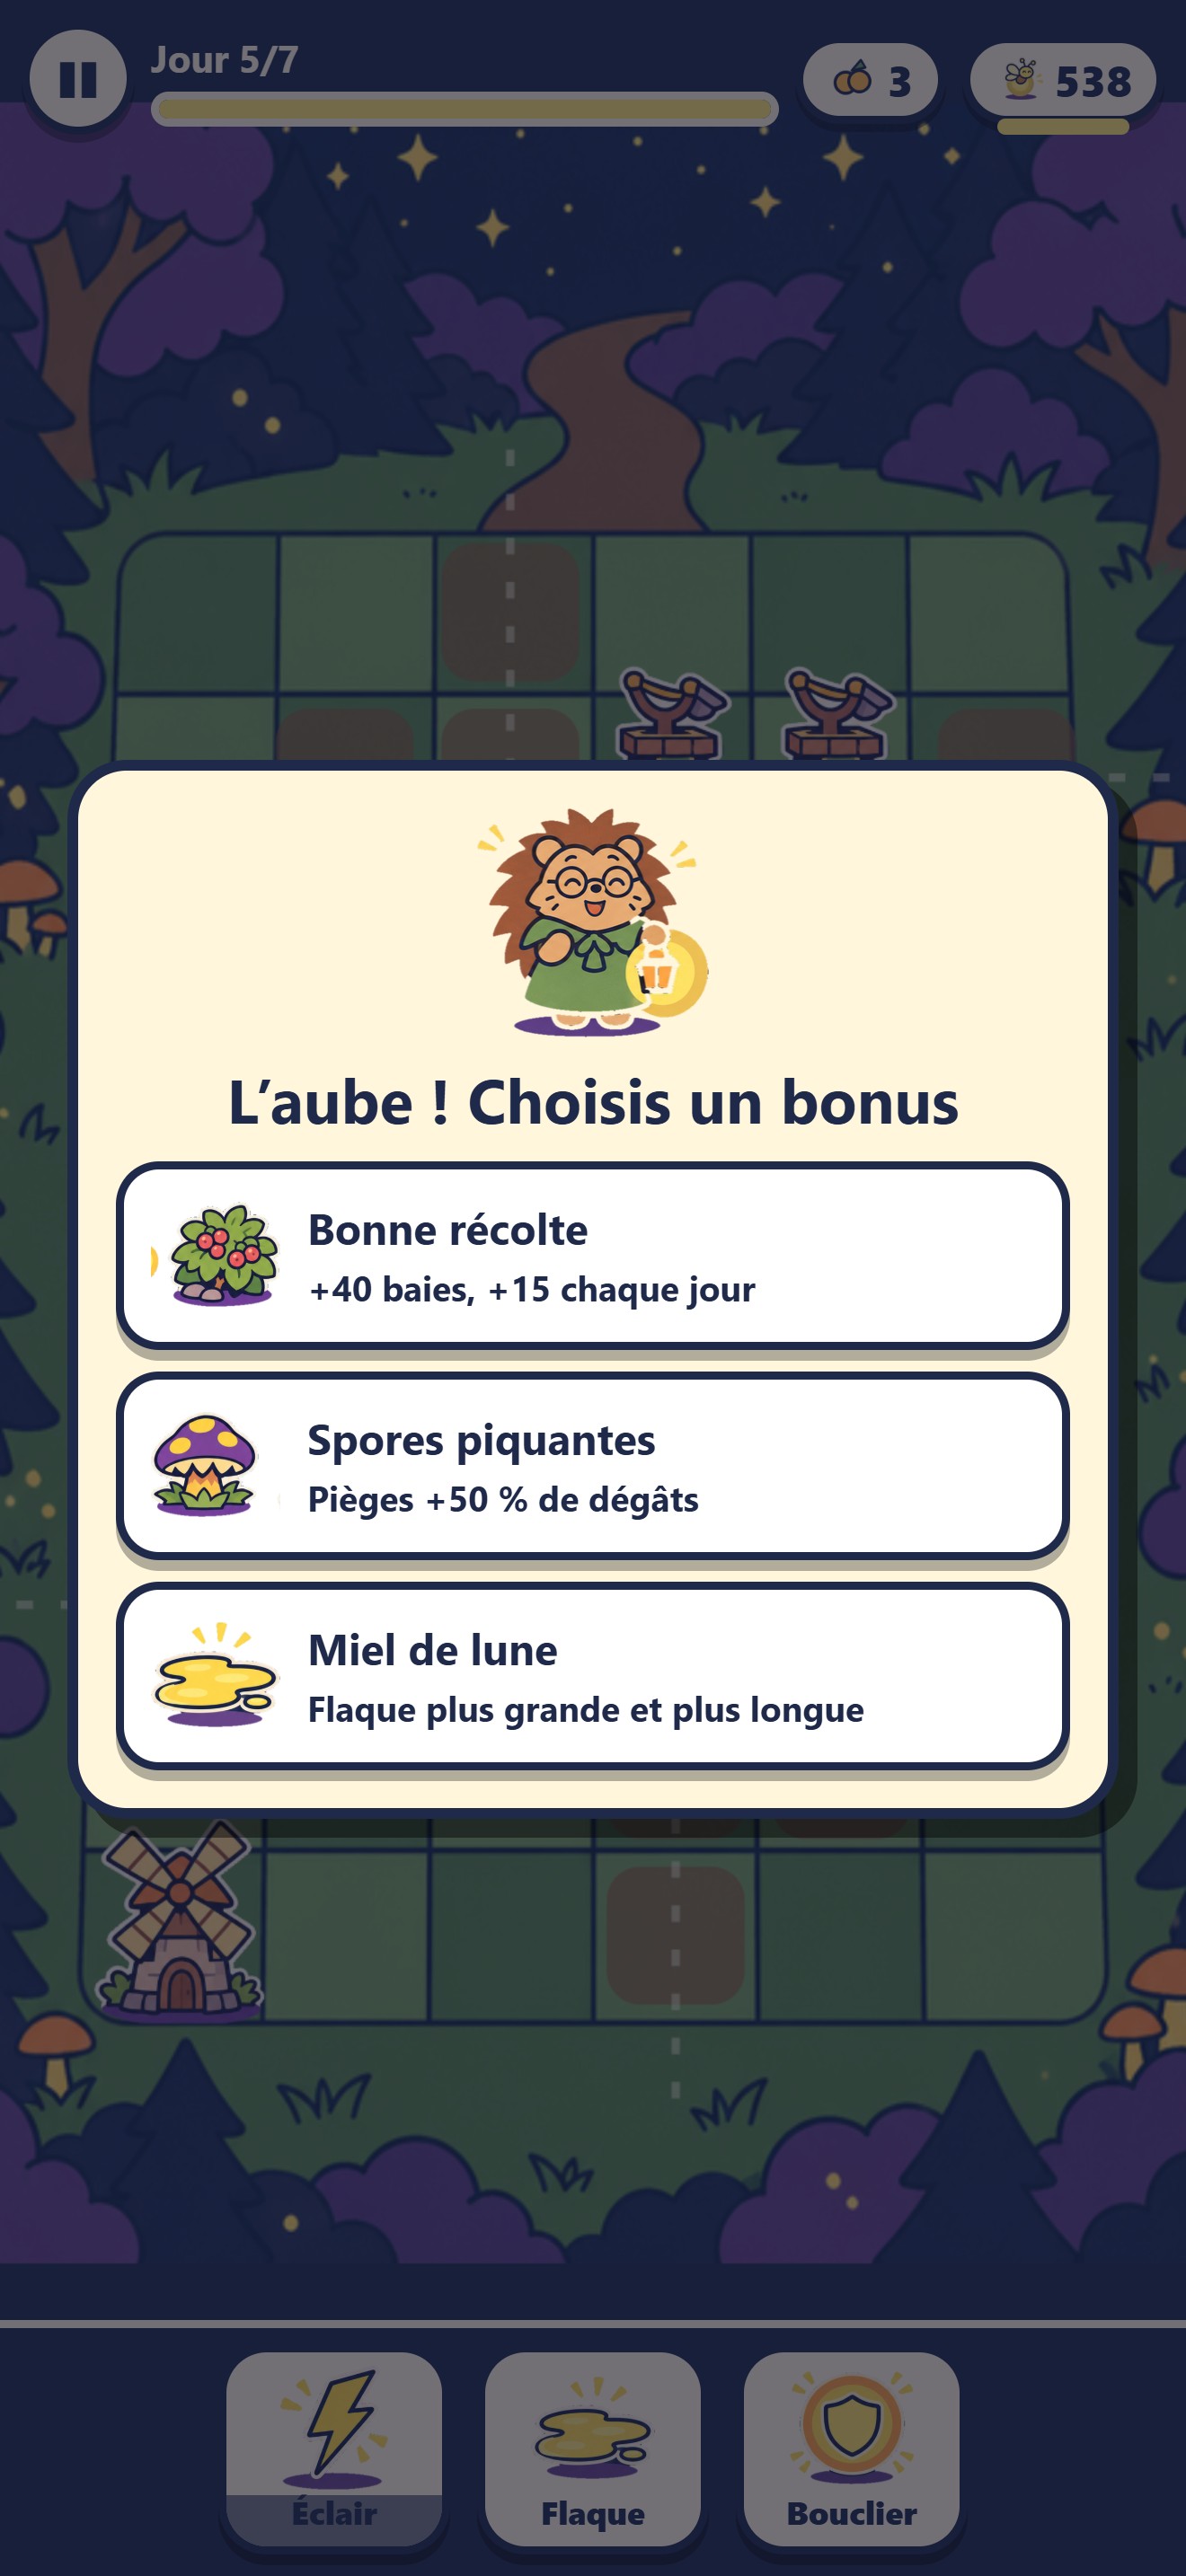 Jour 5/7
3
538
L’aube ! Choisis un bonus
Bonne récolte
+40 baies, +15 chaque jour
Spores piquantes
Pièges +50 % de dégâts
Miel de lune
Flaque plus grande et plus longue
Éclair
Flaque
Bouclier